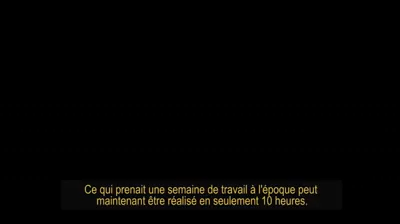 Ce qui prenait une semaine de travail à l'époque peut
maintenant être réalisé en seulement 10 heures.